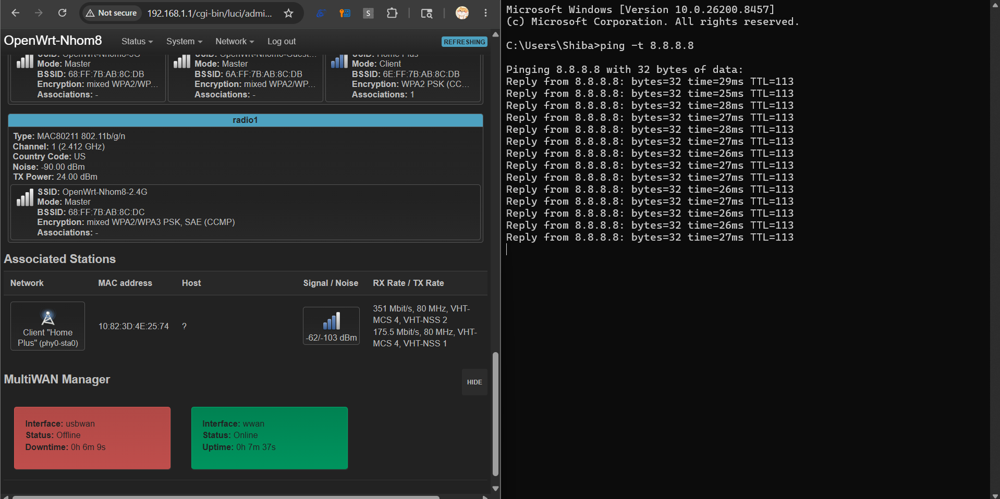 Not secure 192.168.1.1/cgi-bin/luci/admi... S
OpenWrt-Nhom8 Status System Network Log out REFRESHING
SSID: OpenWrt-Nhom8-5G
Mode: Master
BSSID: 68:FF:7B:AB:8C:DB
Encryption: mixed WPA2/WP...
Associations: -
SSID: OpenWrt-Nhom8-Guest...
Mode: Master
BSSID: 6A:FF:7B:AB:8C:DB
Encryption: mixed WPA2/WP...
Associations: -
SSID: Home Plus
Mode: Client
BSSID: 6E:FF:7B:AB:8C:DB
Encryption: WPA2 PSK (CC...
Associations: 1
radio1
Type: MAC80211 802.11b/g/n
Channel: 1 (2.412 GHz)
Country Code: US
Noise: -90.00 dBm
TX Power: 24.00 dBm
SSID: OpenWrt-Nhom8-2.4G
Mode: Master
BSSID: 68:FF:7B:AB:8C:DC
Encryption: mixed WPA2/WPA3 PSK, SAE (CCMP)
Associations: -
Associated Stations
Network MAC address Host Signal / Noise RX Rate / TX Rate
Client "Home
Plus" (phy0-sta0)
10:82:3D:4E:25:74
?
-62/-103 dBm
351 Mbit/s, 80 MHz, VHT-
MCS 4, VHT-NSS 2
175.5 Mbit/s, 80 MHz, VHT-
MCS 4, VHT-NSS 1
MultiWAN Manager
HIDE
Interface: usbwan
Status: Offline
Downtime: 0h 6m 9s
Interface: wwan
Status: Online
Uptime: 0h 7m 37s
Microsoft Windows [Version 10.0.26200.8457]
(c) Microsoft Corporation. All rights reserved.
C:\Users\Shiba>ping -t 8.8.8.8
Pinging 8.8.8.8 with 32 bytes of data:
Reply from 8.8.8.8: bytes=32 time=29ms TTL=113
Reply from 8.8.8.8: bytes=32 time=25ms TTL=113
Reply from 8.8.8.8: bytes=32 time=28ms TTL=113
Reply from 8.8.8.8: bytes=32 time=27ms TTL=113
Reply from 8.8.8.8: bytes=32 time=28ms TTL=113
Reply from 8.8.8.8: bytes=32 time=27ms TTL=113
Reply from 8.8.8.8: bytes=32 time=26ms TTL=113
Reply from 8.8.8.8: bytes=32 time=27ms TTL=113
Reply from 8.8.8.8: bytes=32 time=27ms TTL=113
Reply from 8.8.8.8: bytes=32 time=26ms TTL=113
Reply from 8.8.8.8: bytes=32 time=27ms TTL=113
Reply from 8.8.8.8: bytes=32 time=26ms TTL=113
Reply from 8.8.8.8: bytes=32 time=26ms TTL=113
Reply from 8.8.8.8: bytes=32 time=27ms TTL=113